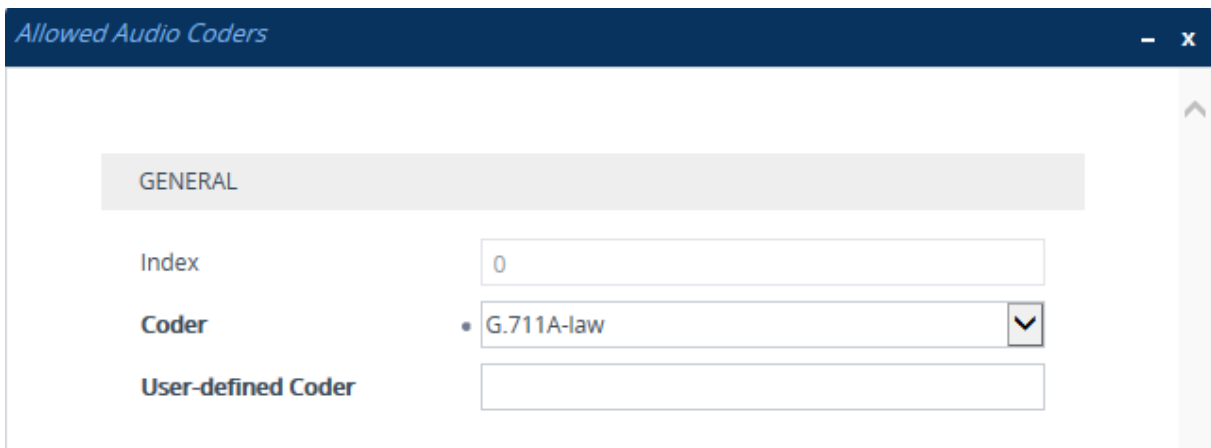 Allowed Audio Coders – x
GENERAL
Index 0
Coder • G.711A-law
User-defined Coder